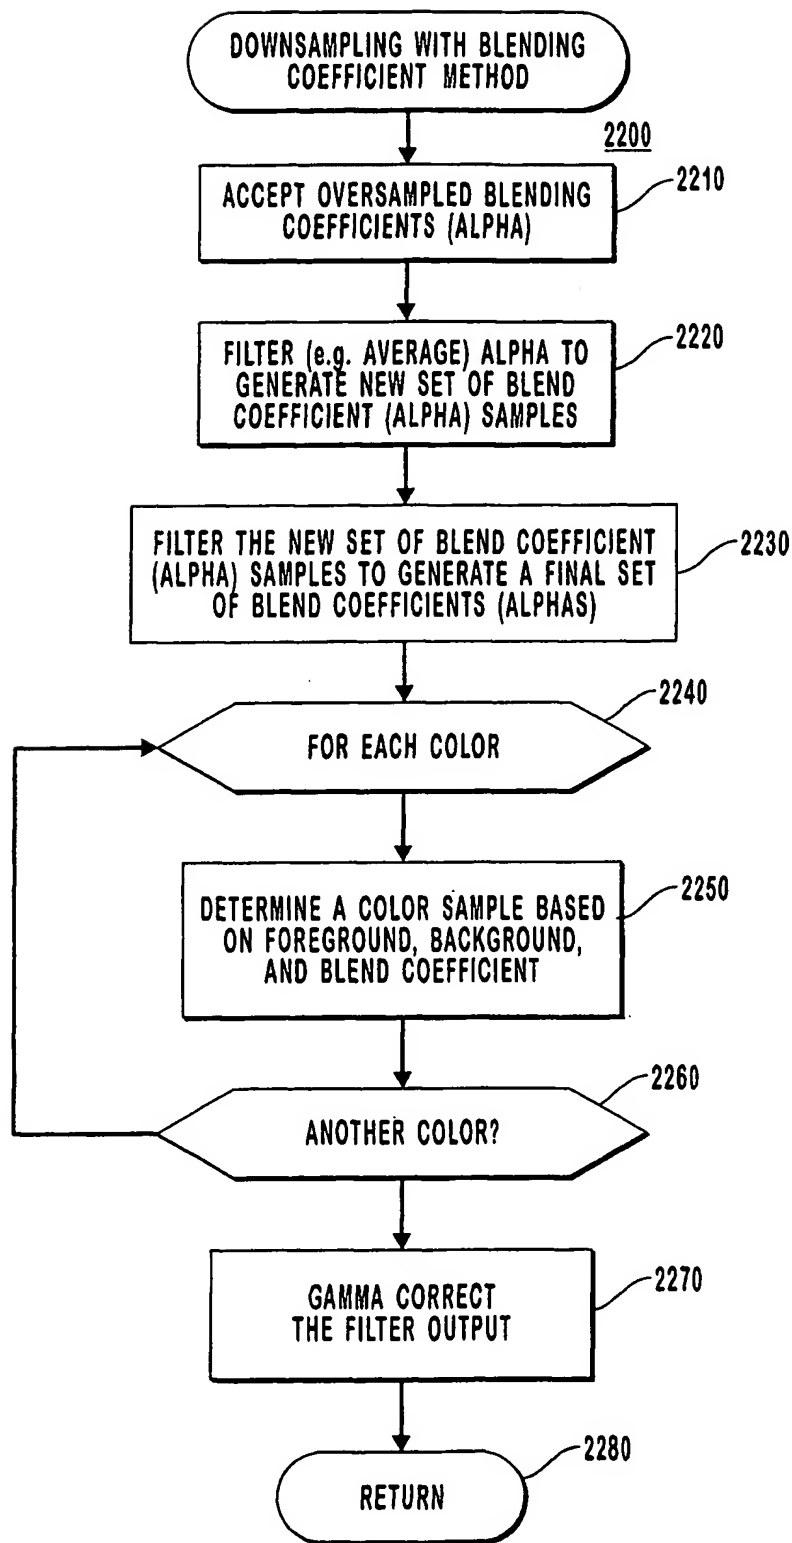 DOWNSAMPLING WITH BLENDING
COEFFICIENT METHOD
2200
ACCEPT OVERSAMPLED BLENDING
COEFFICIENTS (ALPHA)
2210
FILTER (e.g. AVERAGE) ALPHA TO
GENERATE NEW SET OF BLEND
COEFFICIENT (ALPHA) SAMPLES
2220
FILTER THE NEW SET OF BLEND COEFFICIENT
(ALPHA) SAMPLES TO GENERATE A FINAL SET
OF BLEND COEFFICIENTS (ALPHAS)
2230
FOR EACH COLOR
2240
DETERMINE A COLOR SAMPLE BASED
ON FOREGROUND, BACKGROUND,
AND BLEND COEFFICIENT
2250
ANOTHER COLOR?
2260
GAMMA CORRECT
THE FILTER OUTPUT
2270
RETURN
2280